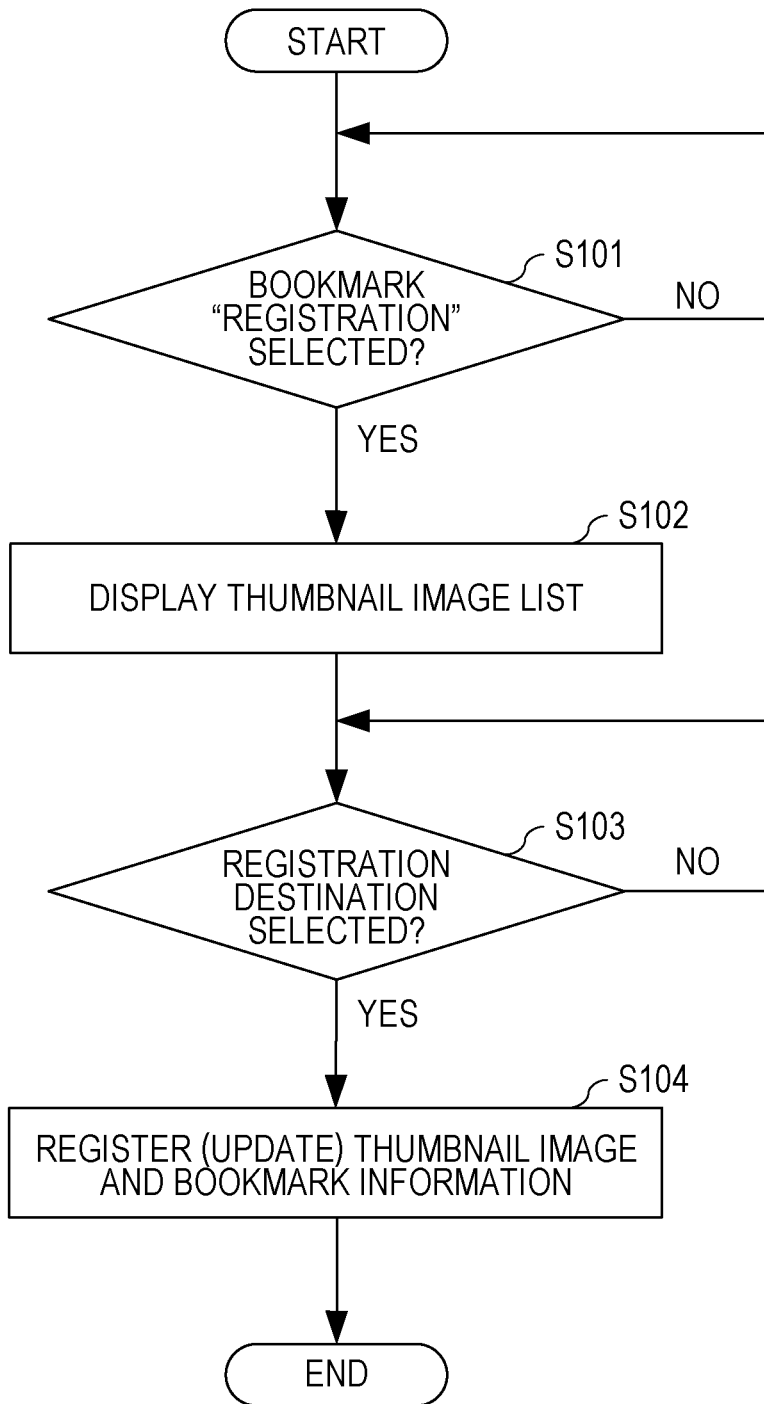 START
S101
BOOKMARK
“REGISTRATION”
SELECTED?
NO
YES
S102
DISPLAY THUMBNAIL IMAGE LIST
S103
REGISTRATION
DESTINATION
SELECTED?
NO
YES
S104
REGISTER (UPDATE) THUMBNAIL IMAGE
AND BOOKMARK INFORMATION
END